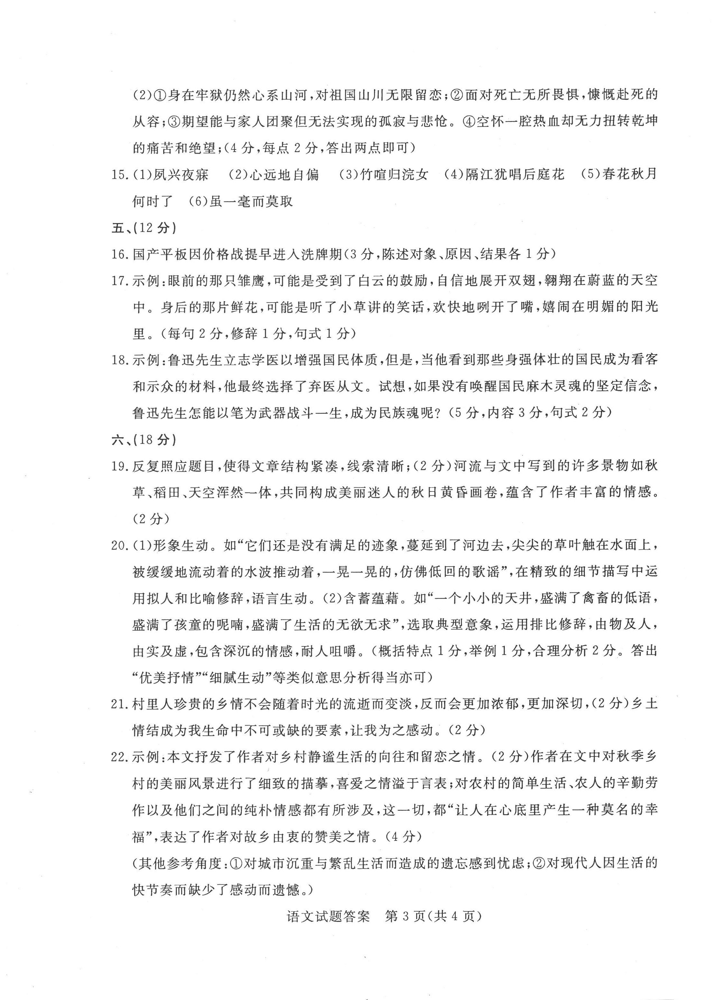 (2)①身在牢狱仍然心系山河,对祖国山川无限留恋;②面对死亡无所畏惧,慷慨赴死的
从容;③期望能与家人团聚但无法实现的孤寂与悲怆。④空怀一腔热血却无力扭转乾坤
的痛苦和绝望;(4分,每点2分,答出两点即可)
15.(1)夙兴夜寐 (2)心远地自偏 (3)竹喧归浣女 (4)隔江犹唱后庭花 (5)春花秋月
何时了 (6)虽一毫而莫取
五、(12分)
16.国产平板因价格战提早进入洗牌期(3分,陈述对象、原因、结果各1分)
17.示例:眼前的那只雏鹰,可能是受到了白云的鼓励,自信地展开双翅,翱翔在蔚蓝的天空
中。身后的那片鲜花,可能是听了小草讲的笑话,欢快地咧开了嘴,嬉闹在明媚的阳光
里。(每句2分,修辞1分,句式1分)
18.示例:鲁迅先生立志学医以增强国民体质,但是,当他看到那些身强体壮的国民成为看客
和示众的材料,他最终选择了弃医从文。试想,如果没有唤醒国民麻木灵魂的坚定信念,
鲁迅先生怎能以笔为武器战斗一生,成为民族魂呢?(5分,内容3分,句式2分)
六、(18分)
19.反复照应题目,使得文章结构紧凑,线索清晰;(2分)河流与文中写到的许多景物如秋
草、稻田、天空浑然一体,共同构成美丽迷人的秋日黄昏画卷,蕴含了作者丰富的情感。
(2分)
20.(1)形象生动。如“它们还是没有满足的迹象,蔓延到了河边去,尖尖的草叶触在水面上,
被缓缓地流动着的水波推动着,一晃一晃的,仿佛低回的歌谣”,在精致的细节描写中运
用拟人和比喻修辞,语言生动。(2)含蓄蕴藉。如“一个小小的天井,盛满了禽畜的低语,
盛满了孩童的呢喃,盛满了生活的无欲无求”,选取典型意象,运用排比修辞,由物及人,
由实及虚,包含深沉的情感,耐人咀嚼。(概括特点1分,举例1分,合理分析2分。答出
“优美抒情”“细腻生动”等类似意思分析得当亦可)
21.村里人珍贵的乡情不会随着时光的流逝而变淡,反而会更加浓郁,更加深切,(2分)乡土
情结成为我生命中不可或缺的要素,让我为之感动。(2分)
22.示例:本文抒发了作者对乡村静谧生活的向往和留恋之情。(2分)作者在文中对秋季乡
村的美丽风景进行了细致的描摹,喜爱之情溢于言表;对农村的简单生活、农人的辛勤劳
作以及他们之间的纯朴情感都有所涉及,这一切,都“让人在心底里产生一种莫名的幸
福”,表达了作者对故乡由衷的赞美之情。(4分)
(其他参考角度:①对城市沉重与繁乱生活而造成的遗忘感到忧虑;②对现代人因生活的
快节奏而缺少了感动而遗憾。)
语文试题答案 第3页(共4页)